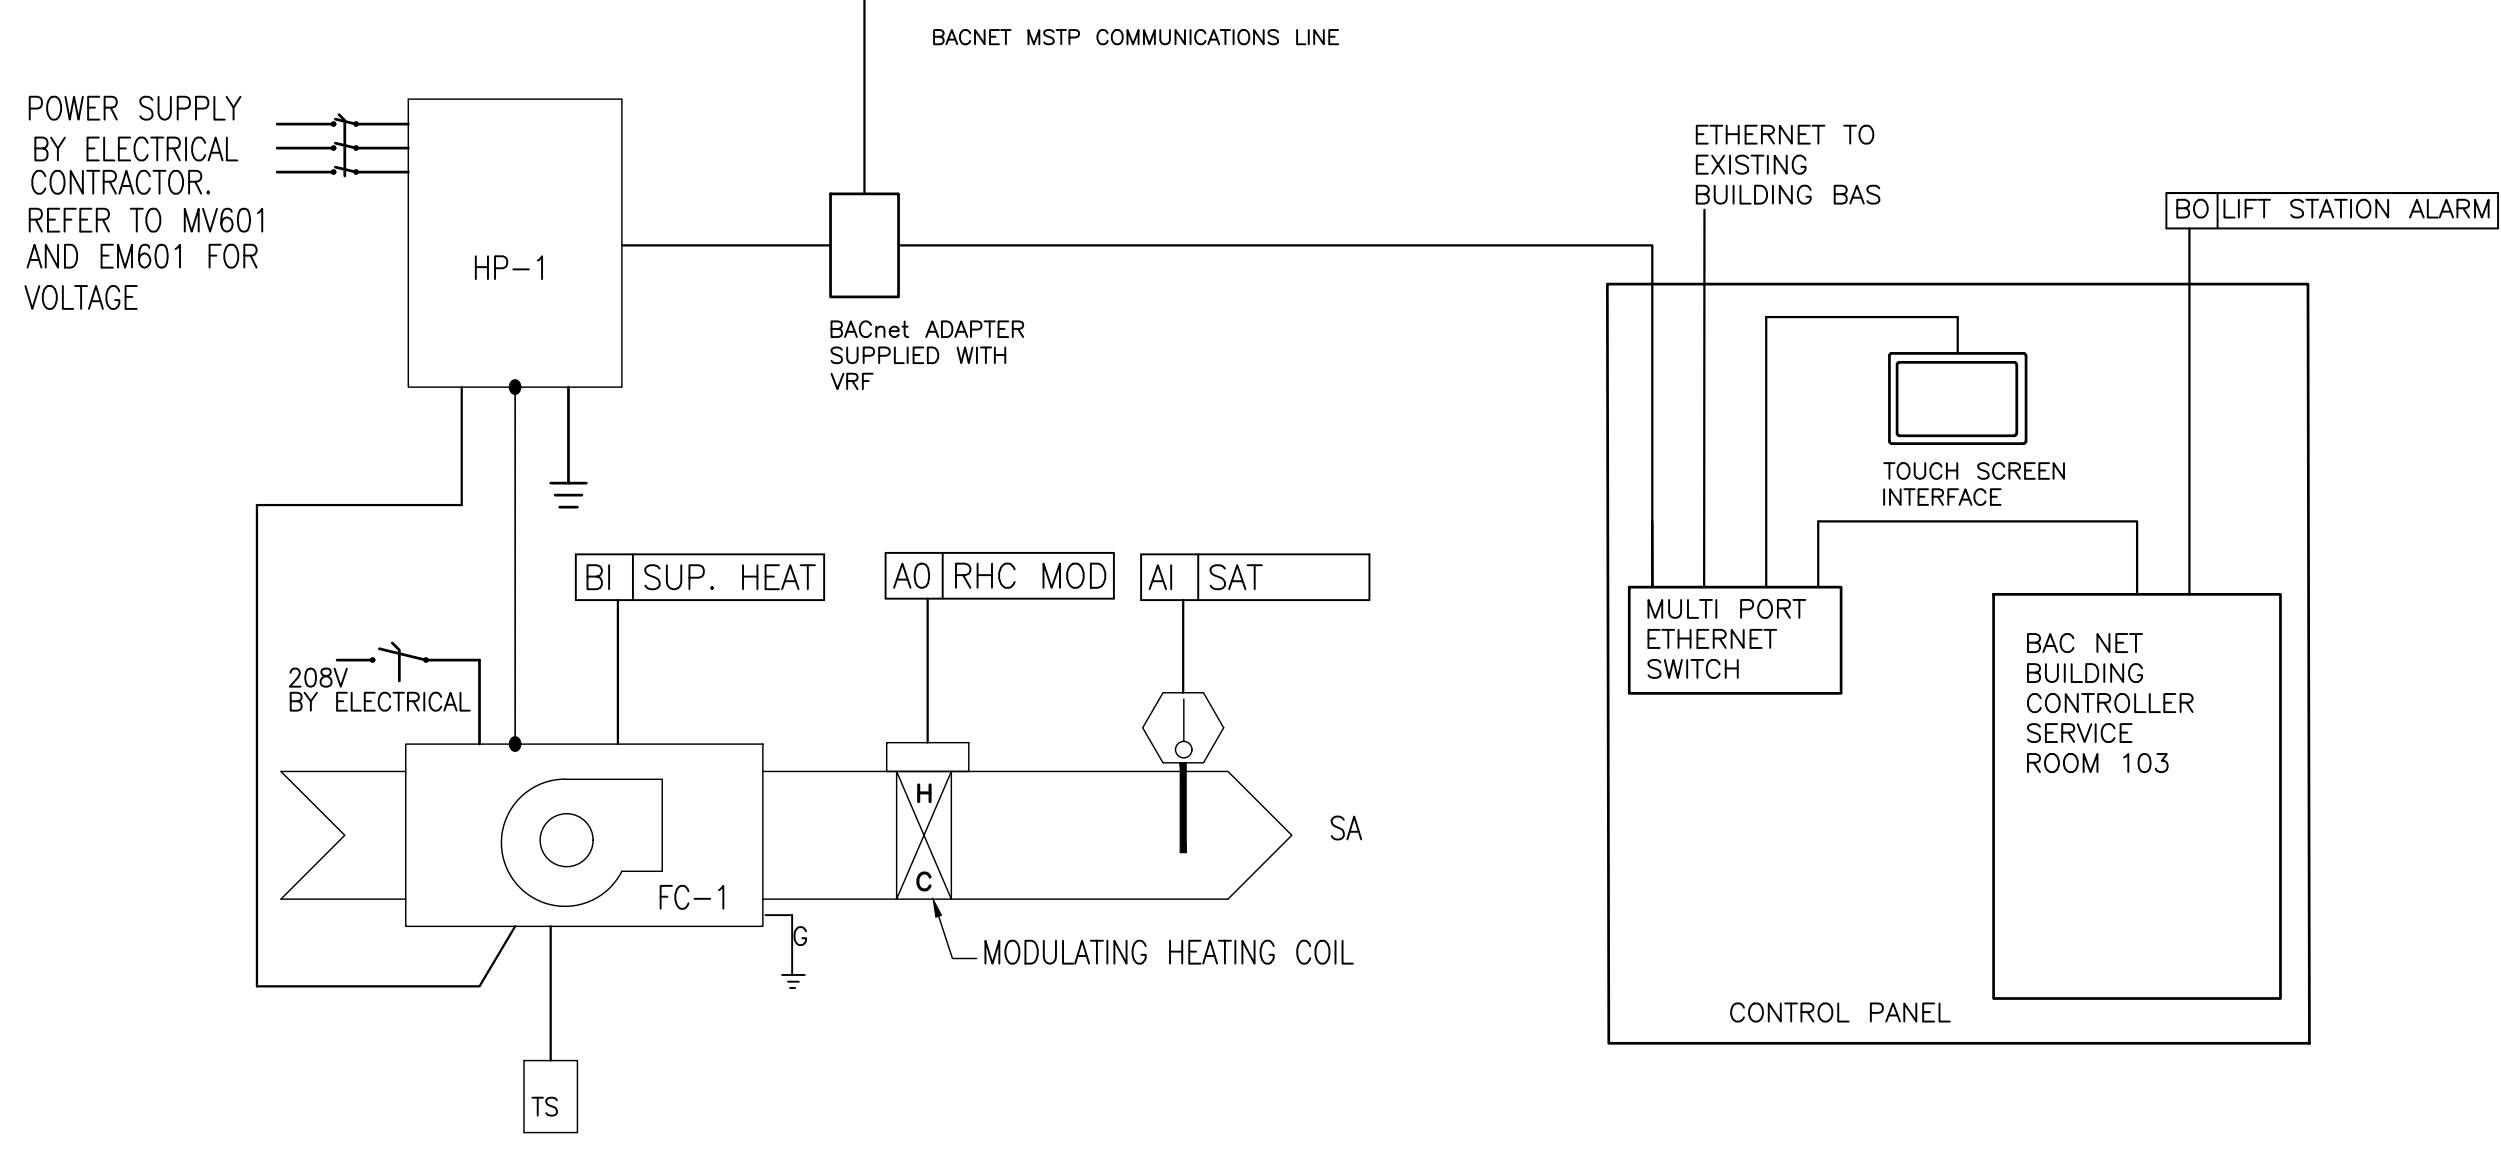 BACNET MSTP COMMUNICATIONS LINE
POWER SUPPLY
BY ELECTRICAL
CONTRACTOR.
REFER TO MV601
AND EM601 FOR
VOLTAGE
HP-1
BACnet ADAPTER
SUPPLIED WITH
VRF
ETHERNET TO
EXISTING
BUILDING BAS
BO LIFT STATION ALARM
TOUCH SCREEN
INTERFACE
BI SUP. HEAT
AO RHC MOD
AI SAT
MULTI PORT
ETHERNET
SWITCH
BAC NET
BUILDING
CONTROLLER
SERVICE
ROOM 103
208V
BY ELECTRICAL
H
C
SA
FC-1
G
MODULATING HEATING COIL
CONTROL PANEL
TS